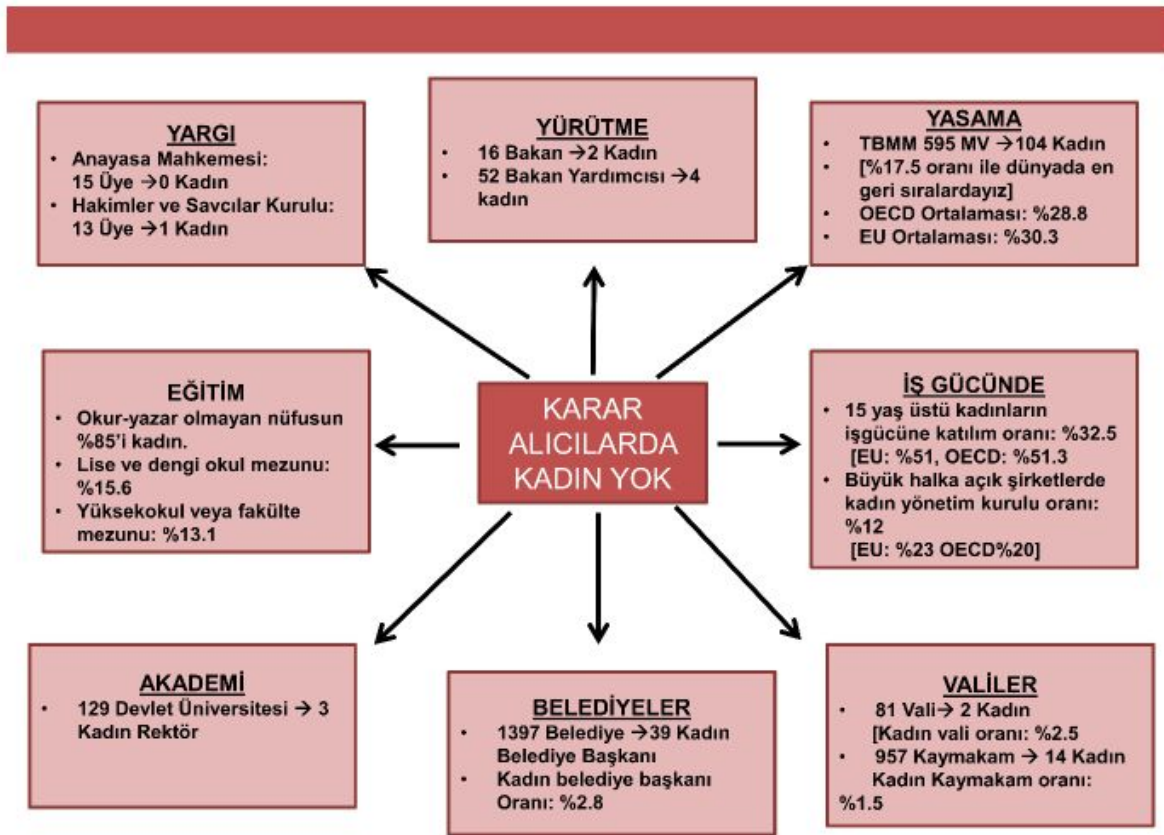 YARGI
• Anayasa Mahkemesi:
15 Üye →0 Kadın
• Hakimler ve Savcılar Kurulu:
13 Üye →1 Kadın
YÜRÜTME
• 16 Bakan →2 Kadın
• 52 Bakan Yardımcısı →4
kadın
YASAMA
• TBMM 595 MV →104 Kadın
• [%17.5 oranı ile dünyada en
geri sıralardayız]
• OECD Ortalaması: %28.8
• EU Ortalaması: %30.3
EĞİTİM
• Okur-yazar olmayan nüfusun
%85'i kadın.
• Lise ve dengi okul mezunu:
%15.6
• Yüksekokul veya fakülte
mezunu: %13.1
KARAR
ALICILARDA
KADIN YOK
İŞ GÜCÜNDE
• 15 yaş üstü kadınların
işgücüne katılım oranı: %32.5
[EU: %51, OECD: %51.3
• Büyük halka açık şirketlerde
kadın yönetim kurulu oranı:
%12
[EU: %23 OECD%20]
AKADEMİ
• 129 Devlet Üniversitesi → 3
Kadın Rektör
BELEDİYELER
• 1397 Belediye →39 Kadın
Belediye Başkanı
• Kadın belediye başkanı
Oranı: %2.8
VALİLER
• 81 Vali→ 2 Kadın
[Kadın vali oranı: %2.5
• 957 Kaymakam → 14 Kadın
Kadın Kaymakam oranı:
%1.5